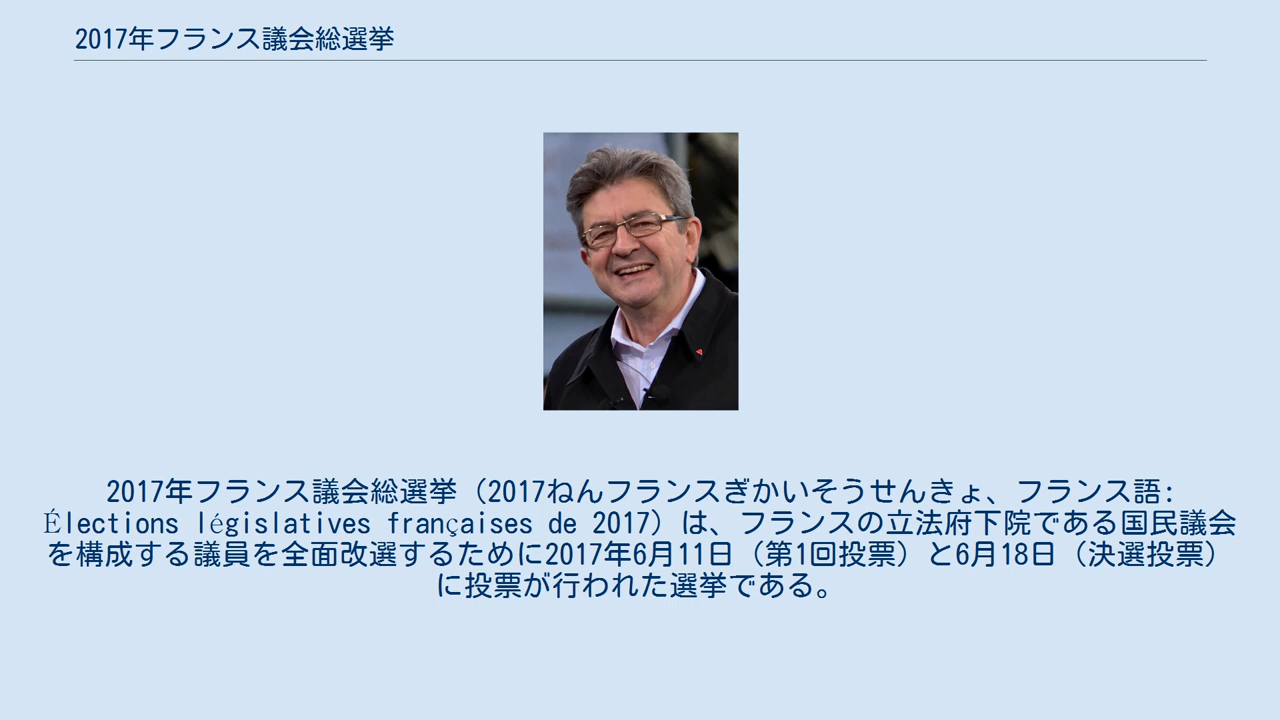 2017年フランス議会総選挙
2017年フランス議会総選挙（2017ねんフランスぎかいそうせんきょ、フランス語:
Élections législatives françaises de 2017）は、フランスの立法府下院である国民議会
を構成する議員を全面改選するために2017年6月11日（第1回投票）と6月18日（決選投票）
に投票が行われた選挙である。